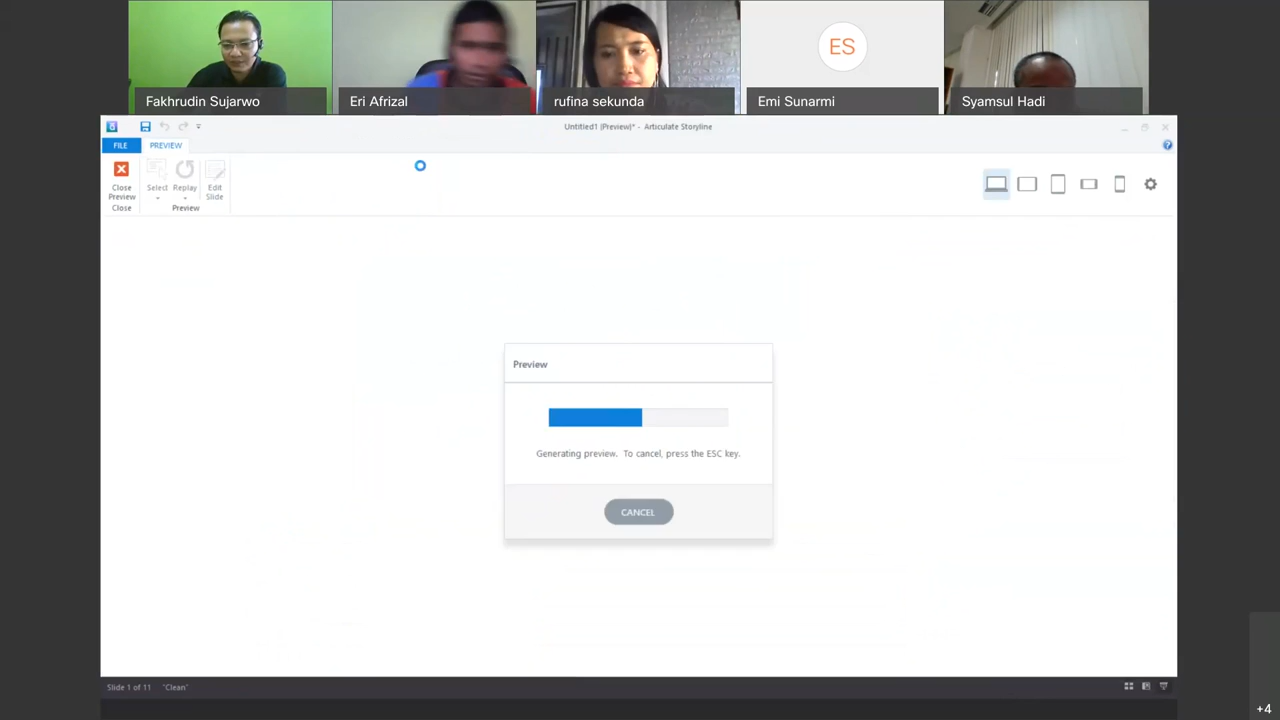 ES
Fakhrudin Sujarwo
Eri Afrizal
rufina sekunda
Emi Sunarmi
Syamsul Hadi
Untitled1 (Preview)* - Articulate Storyline
FILE
PREVIEW
Close Preview
Select
Replay
Edit Slide
Close
Preview
Preview
Generating preview. To cancel, press the ESC key.
CANCEL
Slide 1 of 11
'Clean'
+4